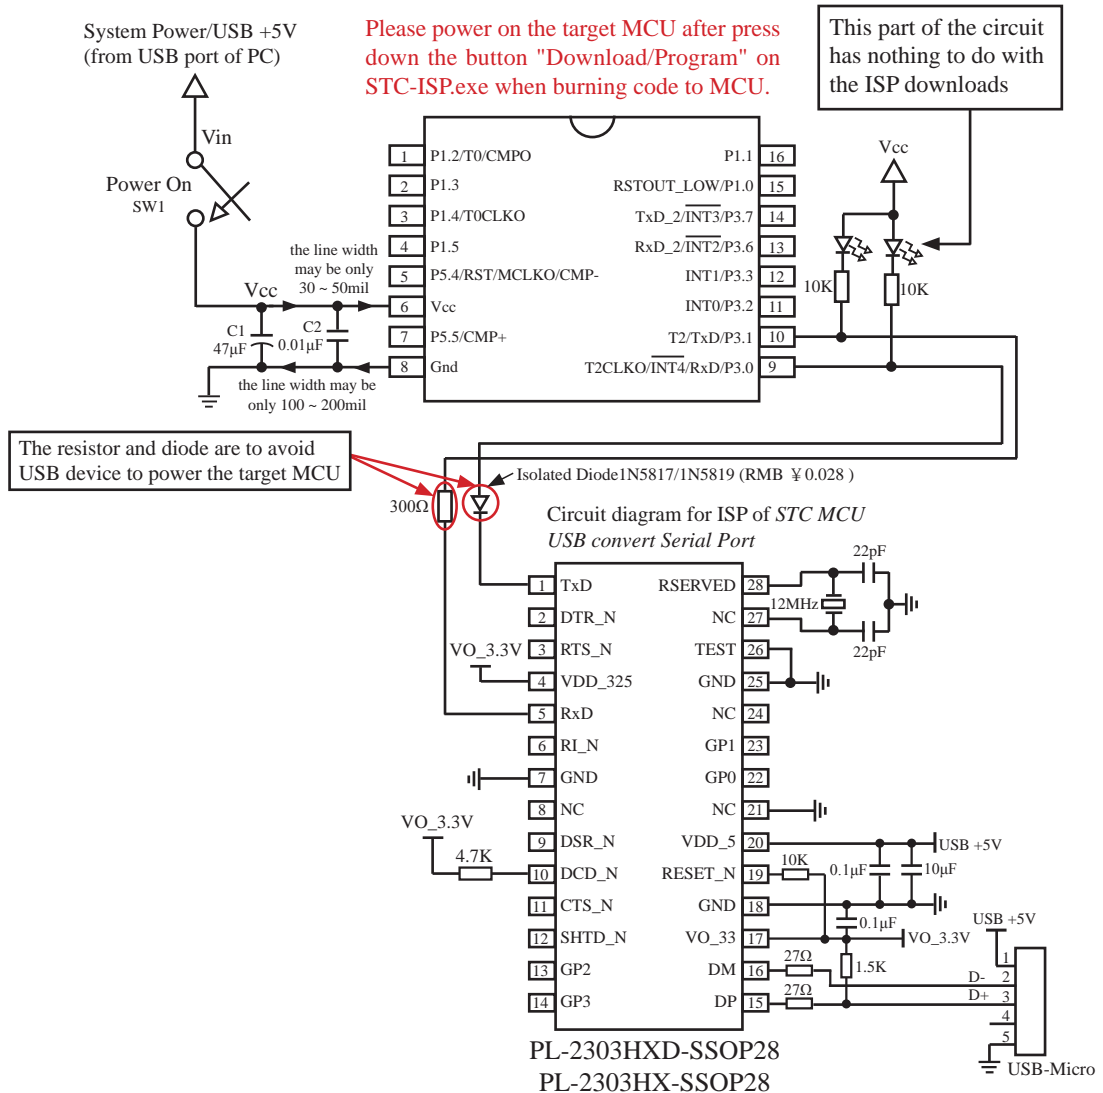 System Power/USB +5V
(from USB port of PC)
Please power on the target MCU after press
down the button "Download/Program" on
STC-ISP.exe when burning code to MCU.
This part of the circuit
has nothing to do with
the ISP downloads
Vin
Power On
SW1
Vcc
the line width
may be only
30 ~ 50mil
C1
47μF
C2
0.01μF
the line width may be
only 100 ~ 200mil
1 P1.2/T0/CMPO
2 P1.3
3 P1.4/T0CLKO
4 P1.5
5 P5.4/RST/MCLKO/CMP-
6 Vcc
7 P5.5/CMP+
8 Gnd
P1.1 16
RSTOUT_LOW/P1.0 15
TxD_2/INT3/P3.7 14
RxD_2/INT2/P3.6 13
INT1/P3.3 12
INT0/P3.2 11
T2/TxD/P3.1 10
T2CLKO/INT4/RxD/P3.0 9
Vcc
10K
10K
The resistor and diode are to avoid
USB device to power the target MCU
300Ω
Isolated Diode1N5817/1N5819 (RMB ¥ 0.028 )
Circuit diagram for ISP of STC MCU
USB convert Serial Port
1 TxD
2 DTR_N
3 RTS_N
4 VDD_325
5 RxD
6 RI_N
7 GND
8 NC
9 DSR_N
10 DCD_N
11 CTS_N
12 SHTD_N
13 GP2
14 GP3
VO_3.3V
VO_3.3V
4.7K
RSERVED 28
NC 27
TEST 26
GND 25
NC 24
GP1 23
GP0 22
NC 21
VDD_5 20
RESET_N 19
GND 18
VO_33 17
DM 16
DP 15
22pF
12MHz
22pF
USB +5V
10K
0.1μF
10μF
0.1μF
VO_3.3V
27Ω
1.5K
27Ω
USB +5V
D-
D+
1
2
3
4
5
USB-Micro
PL-2303HXD-SSOP28
PL-2303HX-SSOP28